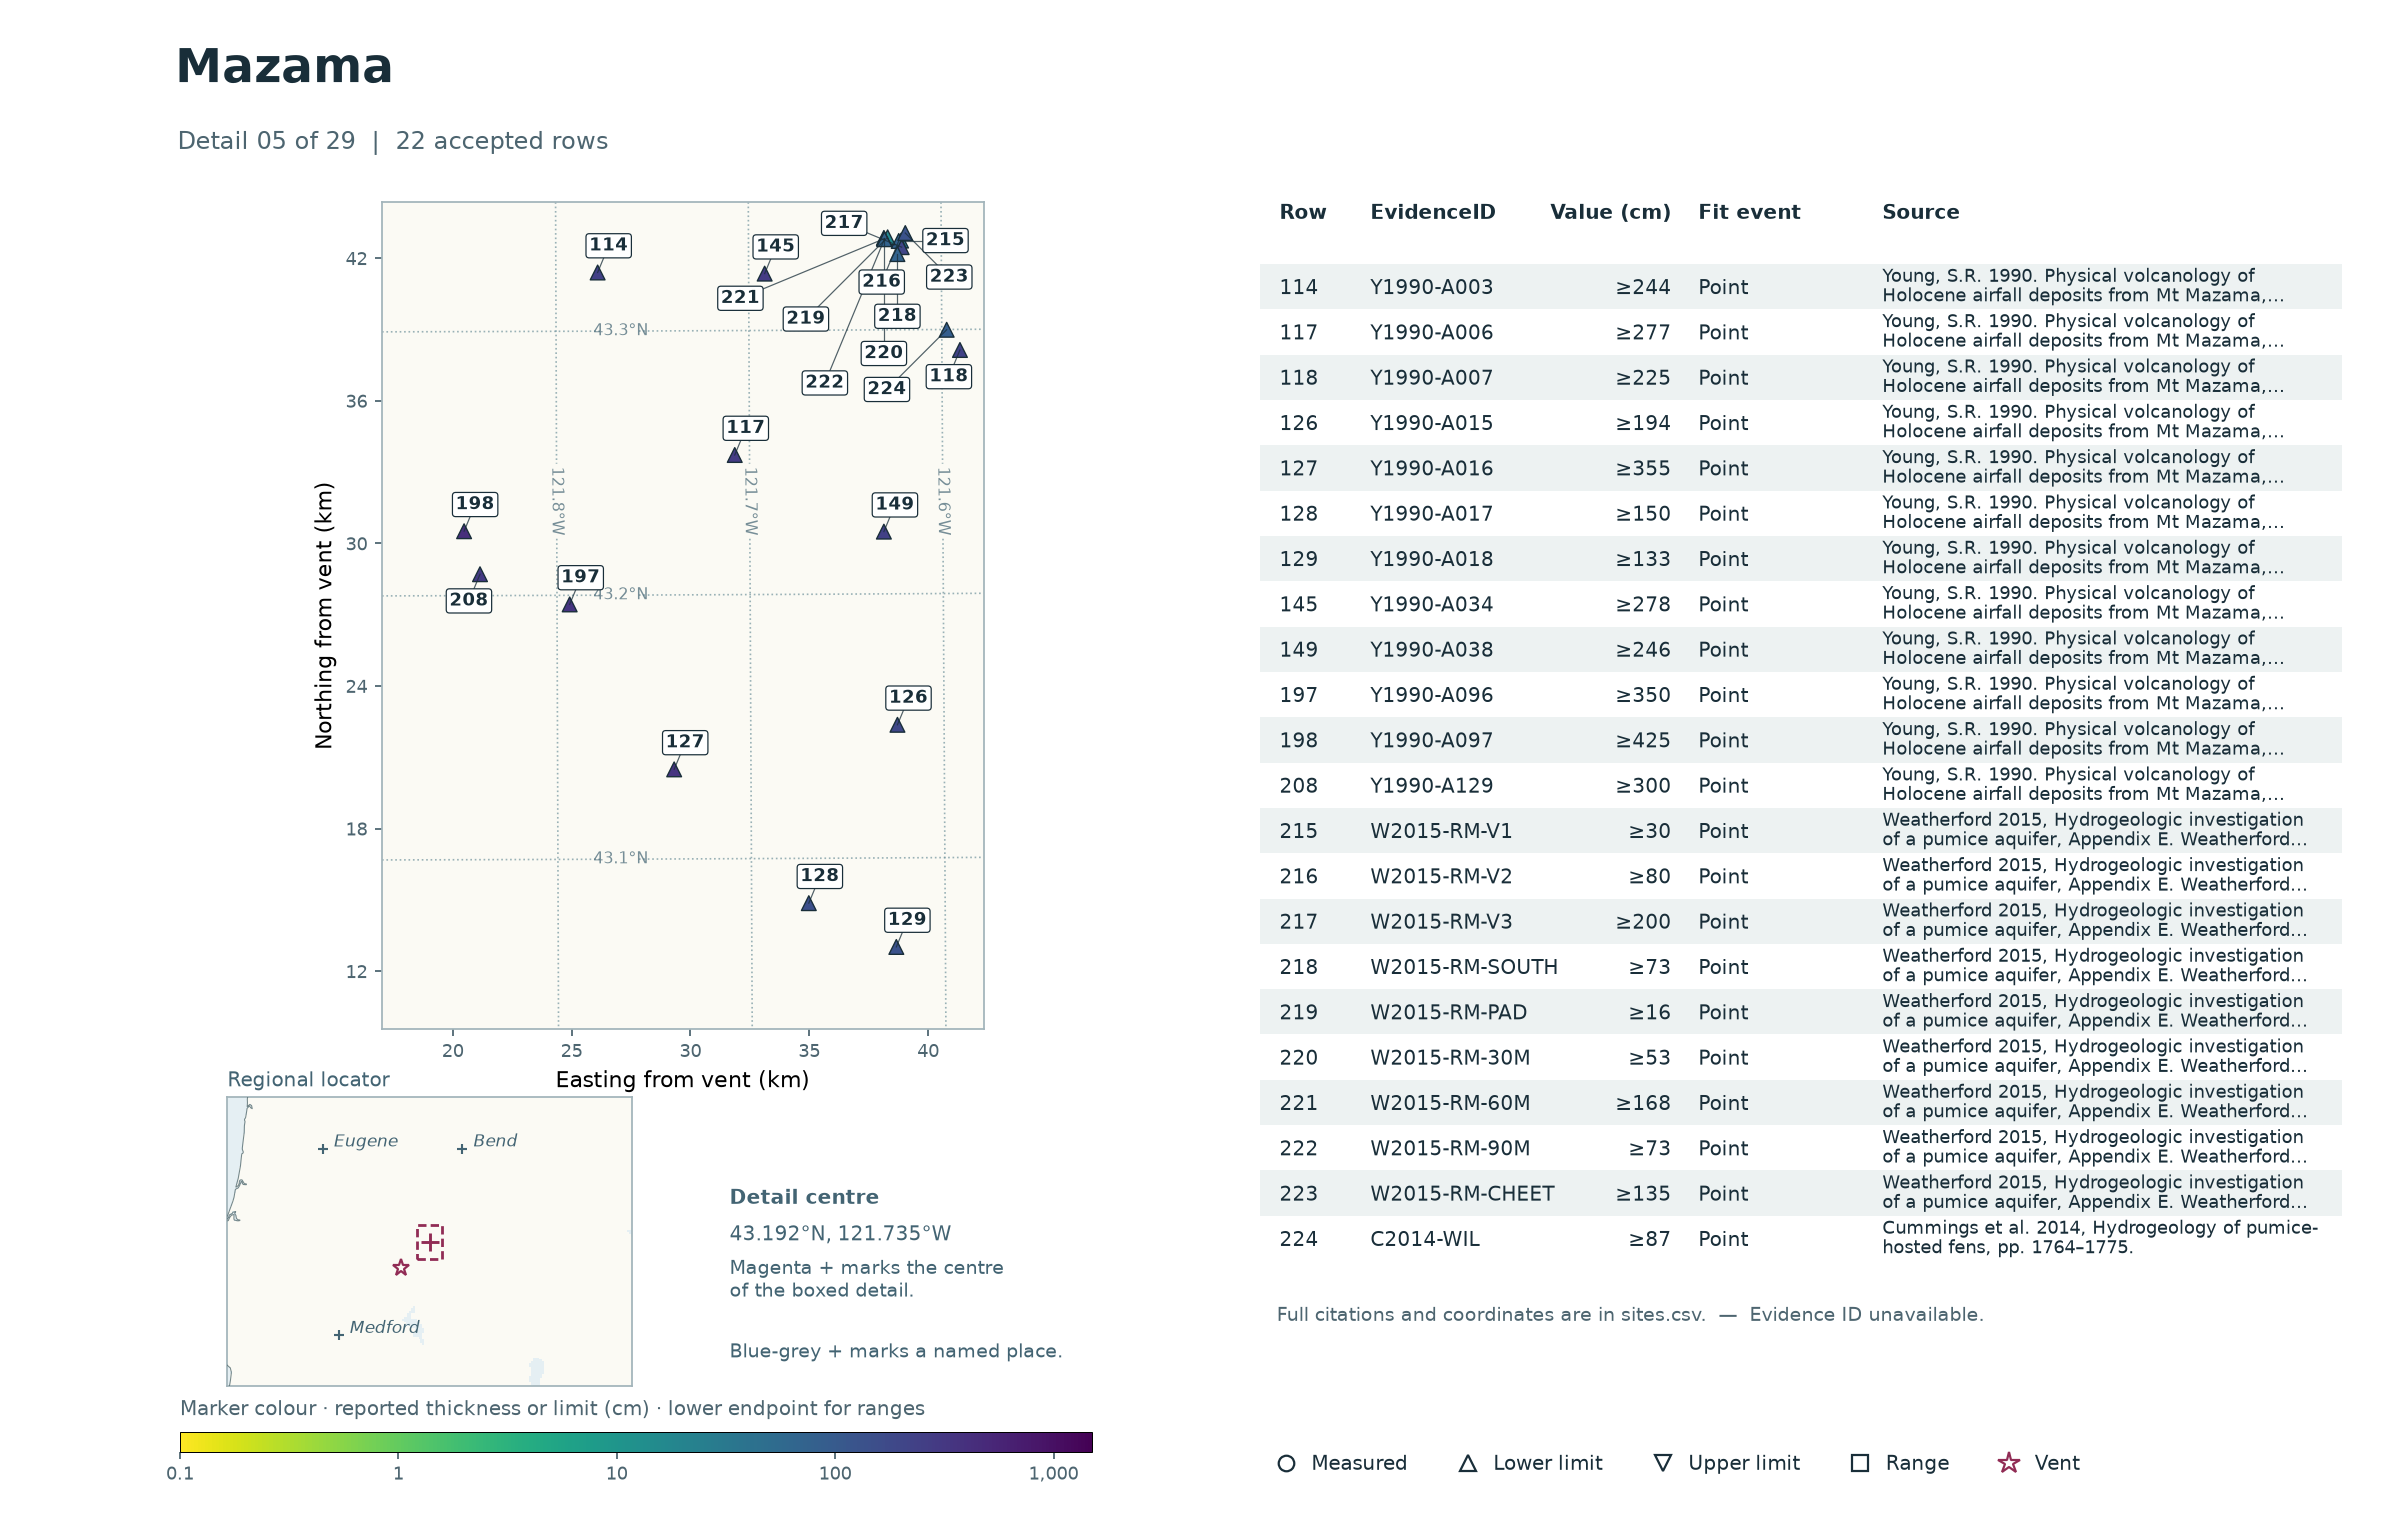 Mazama
Detail 05 of 29 | 22 accepted rows
217
114
145
215
42
216
223
221
219
218
43.3°N
220
222
224
118
36
117
121.8°W
121.7°W
121.6°W
198
149
30
197
208
43.2°N
Northing from vent (km)
24
126
127
18
43.1°N
128
129
12
20
25
30
35
40
Easting from vent (km)
Regional locator
Eugene
Bend
Medford
Detail centre
43.192°N, 121.735°W
Magenta + marks the centre
of the boxed detail.
Blue-grey + marks a named place.
Marker colour · reported thickness or limit (cm) · lower endpoint for ranges
0.1
1
10
100
1,000
Row EvidenceID Value (cm) Fit event Source
114 Y1990-A003 ≥244 Point Young, S.R. 1990. Physical volcanology of
Holocene airfall deposits from Mt Mazama,...
117 Y1990-A006 ≥277 Point Young, S.R. 1990. Physical volcanology of
Holocene airfall deposits from Mt Mazama,...
118 Y1990-A007 ≥225 Point Young, S.R. 1990. Physical volcanology of
Holocene airfall deposits from Mt Mazama,...
126 Y1990-A015 ≥194 Point Young, S.R. 1990. Physical volcanology of
Holocene airfall deposits from Mt Mazama,...
127 Y1990-A016 ≥355 Point Young, S.R. 1990. Physical volcanology of
Holocene airfall deposits from Mt Mazama,...
128 Y1990-A017 ≥150 Point Young, S.R. 1990. Physical volcanology of
Holocene airfall deposits from Mt Mazama,...
129 Y1990-A018 ≥133 Point Young, S.R. 1990. Physical volcanology of
Holocene airfall deposits from Mt Mazama,...
145 Y1990-A034 ≥278 Point Young, S.R. 1990. Physical volcanology of
Holocene airfall deposits from Mt Mazama,...
149 Y1990-A038 ≥246 Point Young, S.R. 1990. Physical volcanology of
Holocene airfall deposits from Mt Mazama,...
197 Y1990-A096 ≥350 Point Young, S.R. 1990. Physical volcanology of
Holocene airfall deposits from Mt Mazama,...
198 Y1990-A097 ≥425 Point Young, S.R. 1990. Physical volcanology of
Holocene airfall deposits from Mt Mazama,...
208 Y1990-A129 ≥300 Point Young, S.R. 1990. Physical volcanology of
Holocene airfall deposits from Mt Mazama,...
215 W2015-RM-V1 ≥30 Point Weatherford 2015, Hydrogeologic investigation
of a pumice aquifer, Appendix E. Weatherford...
216 W2015-RM-V2 ≥80 Point Weatherford 2015, Hydrogeologic investigation
of a pumice aquifer, Appendix E. Weatherford...
217 W2015-RM-V3 ≥200 Point Weatherford 2015, Hydrogeologic investigation
of a pumice aquifer, Appendix E. Weatherford...
218 W2015-RM-SOUTH ≥73 Point Weatherford 2015, Hydrogeologic investigation
of a pumice aquifer, Appendix E. Weatherford...
219 W2015-RM-PAD ≥16 Point Weatherford 2015, Hydrogeologic investigation
of a pumice aquifer, Appendix E. Weatherford...
220 W2015-RM-30M ≥53 Point Weatherford 2015, Hydrogeologic investigation
of a pumice aquifer, Appendix E. Weatherford...
221 W2015-RM-60M ≥168 Point Weatherford 2015, Hydrogeologic investigation
of a pumice aquifer, Appendix E. Weatherford...
222 W2015-RM-90M ≥73 Point Weatherford 2015, Hydrogeologic investigation
of a pumice aquifer, Appendix E. Weatherford...
223 W2015-RM-CHEET ≥135 Point Weatherford 2015, Hydrogeologic investigation
of a pumice aquifer, Appendix E. Weatherford...
224 C2014-WIL ≥87 Point Cummings et al. 2014, Hydrogeology of pumice-
hosted fens, pp. 1764–1775.
Full citations and coordinates are in sites.csv. — Evidence ID unavailable.
Measured
Lower limit
Upper limit
Range
Vent